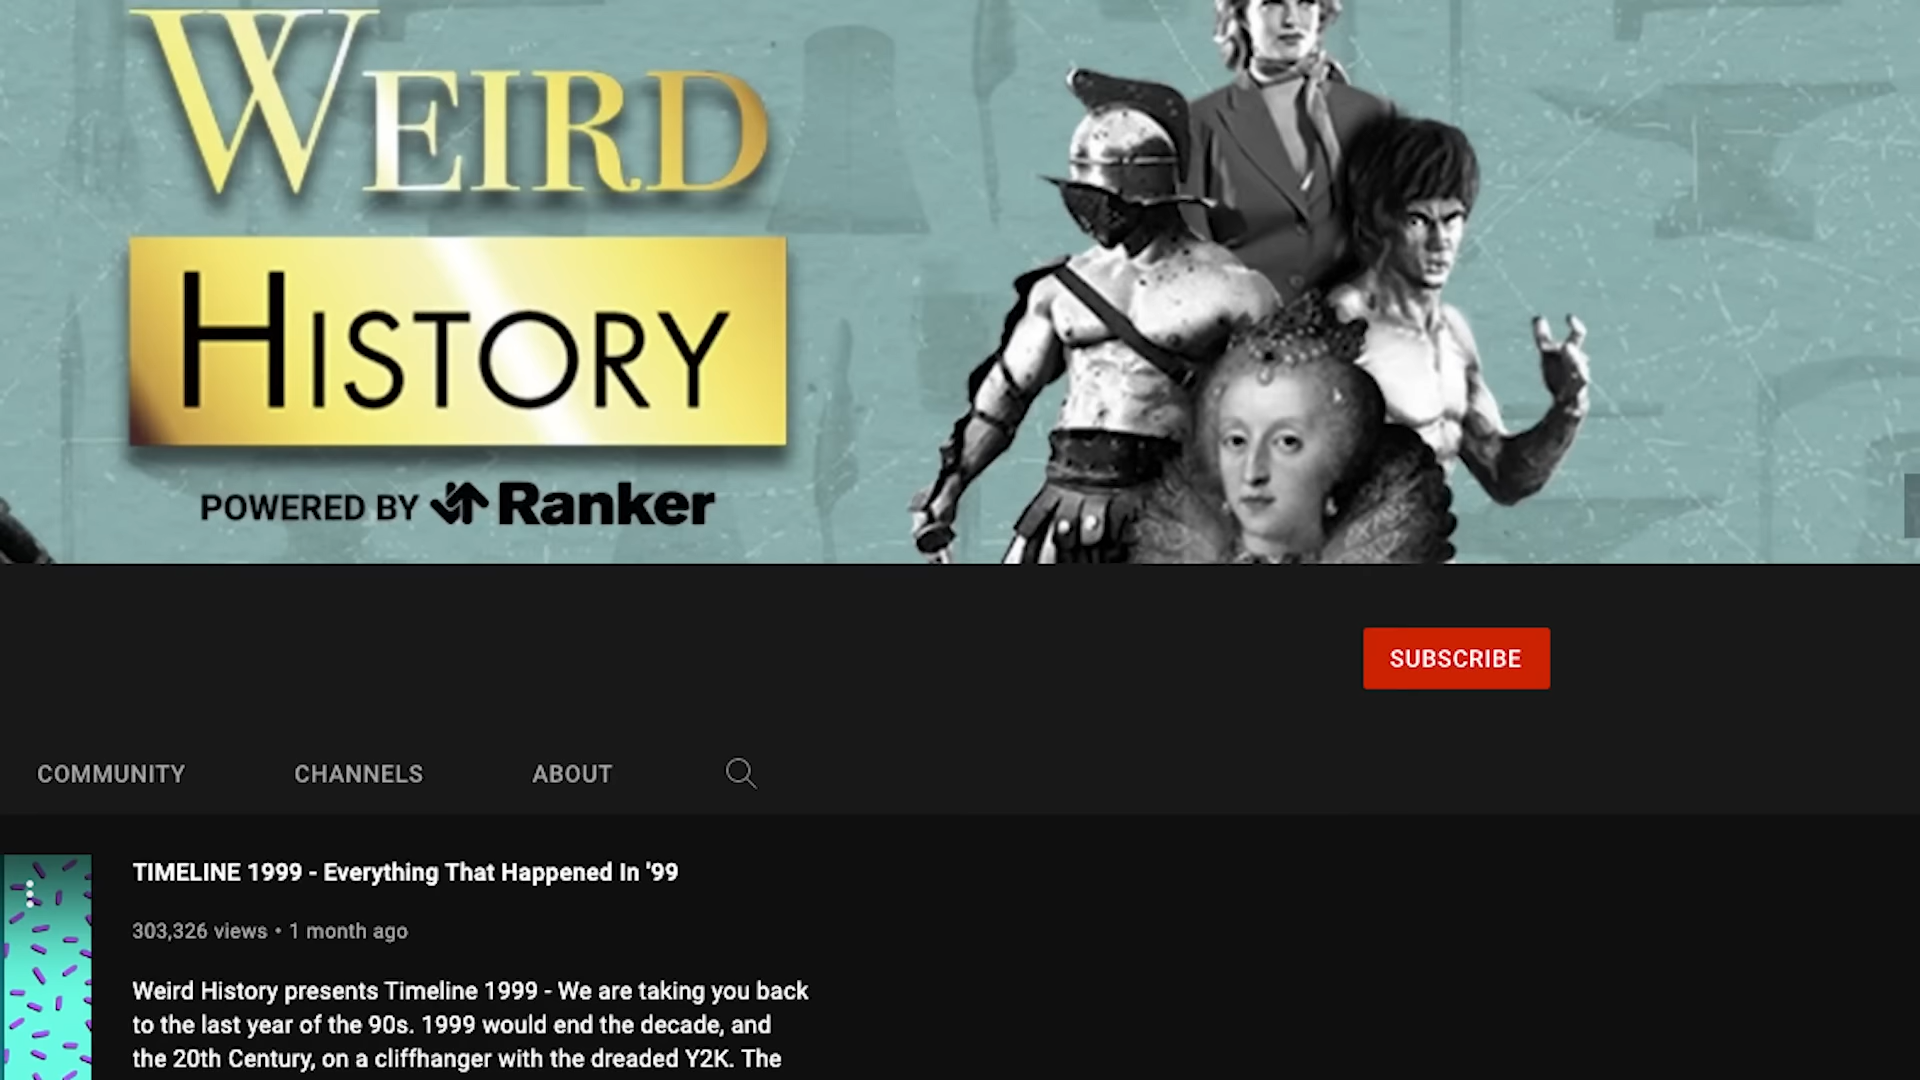 WEIRD
HISTORY
POWERED BY Ranker
SUBSCRIBE
COMMUNITY CHANNELS ABOUT
TIMELINE 1999 - Everything That Happened In '99
303,326 views • 1 month ago
Weird History presents Timeline 1999 - We are taking you back
to the last year of the 90s. 1999 would end the decade, and
the 20th Century, on a cliffhanger with the dreaded Y2K. The